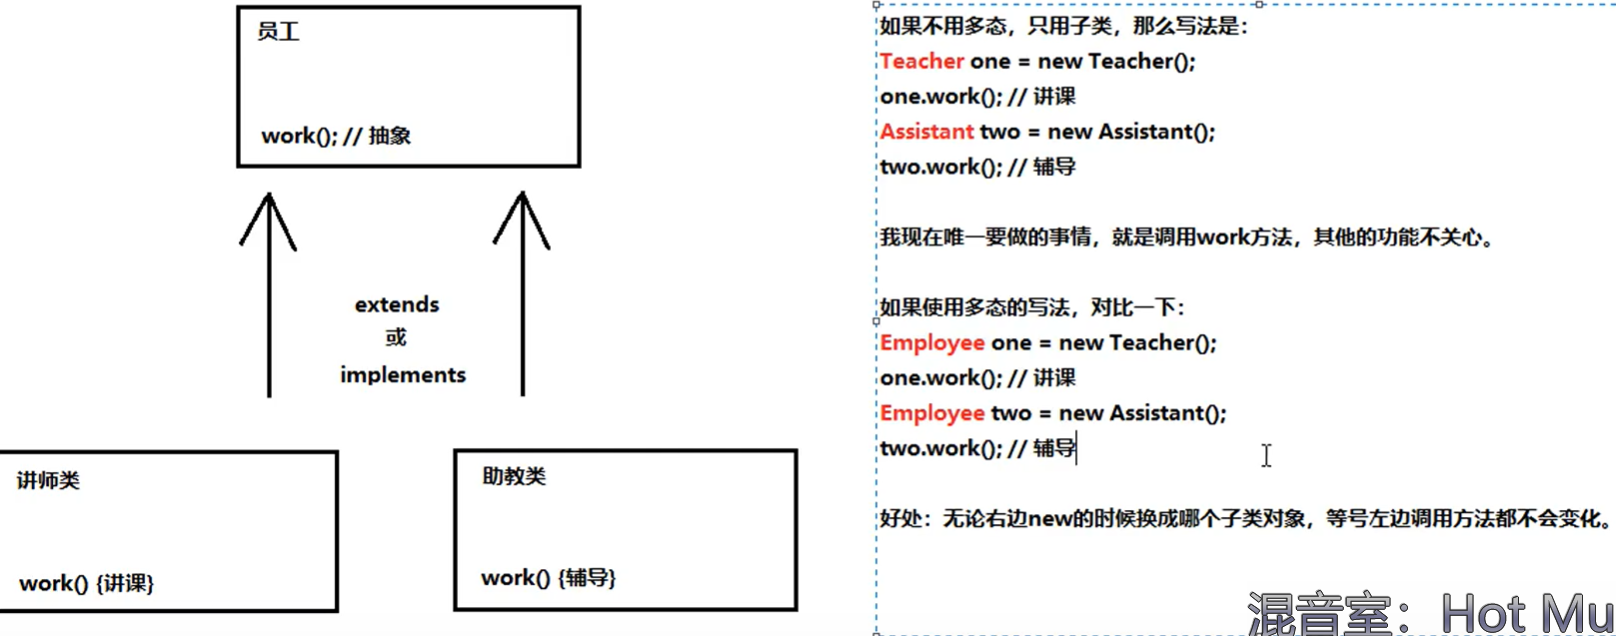 员工
work(); // 抽象
extends
或
implements
讲师类
work() {讲课}
助教类
work() {辅导}
如果不用多态，只用子类，那么写法是：
Teacher one = new Teacher();
one.work(); // 讲课
Assistant two = new Assistant();
two.work(); // 辅导
我现在唯一要做的事情，就是调用work方法，其他的功能不关心。
如果使用多态的写法，对比一下：
Employee one = new Teacher();
one.work(); // 讲课
Employee two = new Assistant();
two.work(); // 辅导
好处：无论右边new的时候换成哪个子类对象，等号左边调用方法都不会变化。
混音室：Hot Mu